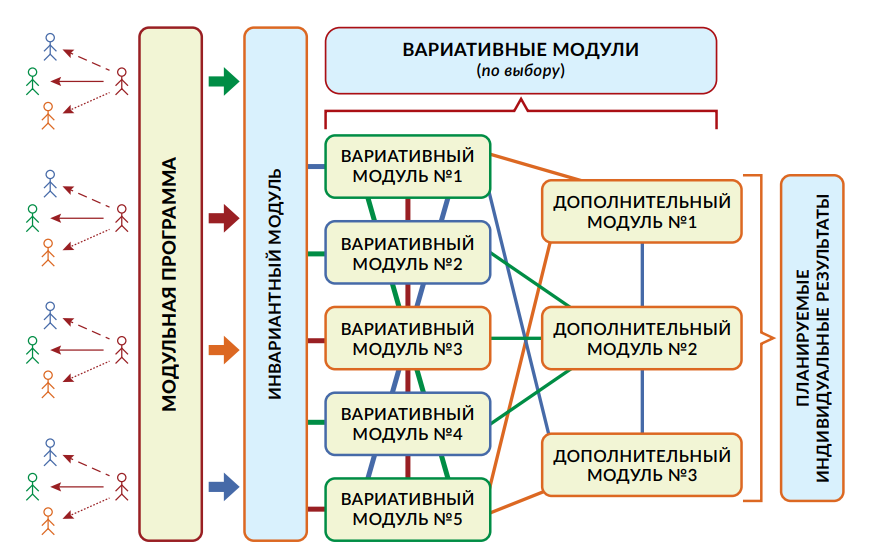 МОДУЛЬНАЯ ПРОГРАММА
ИНВАРИАНТНЫЙ МОДУЛЬ
ВАРИАТИВНЫЕ МОДУЛИ
(по выбору)
ВАРИАТИВНЫЙ
МОДУЛЬ №1
ВАРИАТИВНЫЙ
МОДУЛЬ №2
ВАРИАТИВНЫЙ
МОДУЛЬ №3
ВАРИАТИВНЫЙ
МОДУЛЬ №4
ВАРИАТИВНЫЙ
МОДУЛЬ №5
ДОПОЛНИТЕЛЬНЫЙ
МОДУЛЬ №1
ДОПОЛНИТЕЛЬНЫЙ
МОДУЛЬ №2
ДОПОЛНИТЕЛЬНЫЙ
МОДУЛЬ №3
ПЛАНИРУЕМЫЕ
ИНДИВИДУАЛЬНЫЕ РЕЗУЛЬТАТЫ